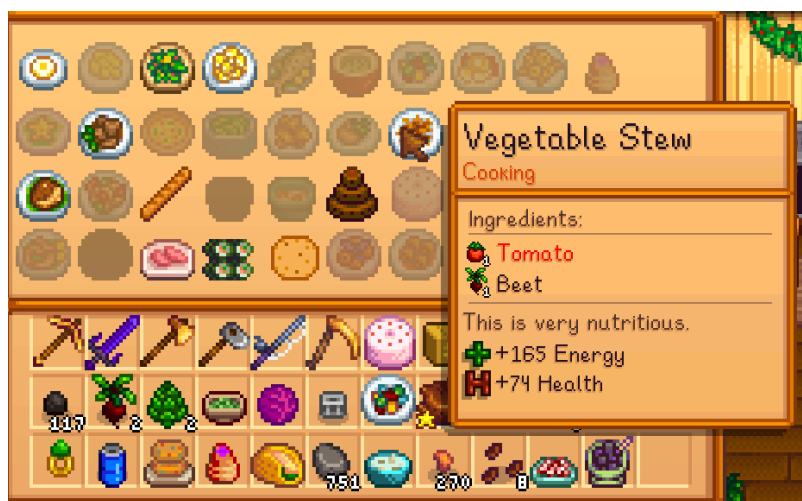 Vegetable Stew
Cooking
Ingredients:
1 Tomato
1 Beet
This is very nutritious.
+165 Energy
H +74 Health
117 2 2
751 270 8